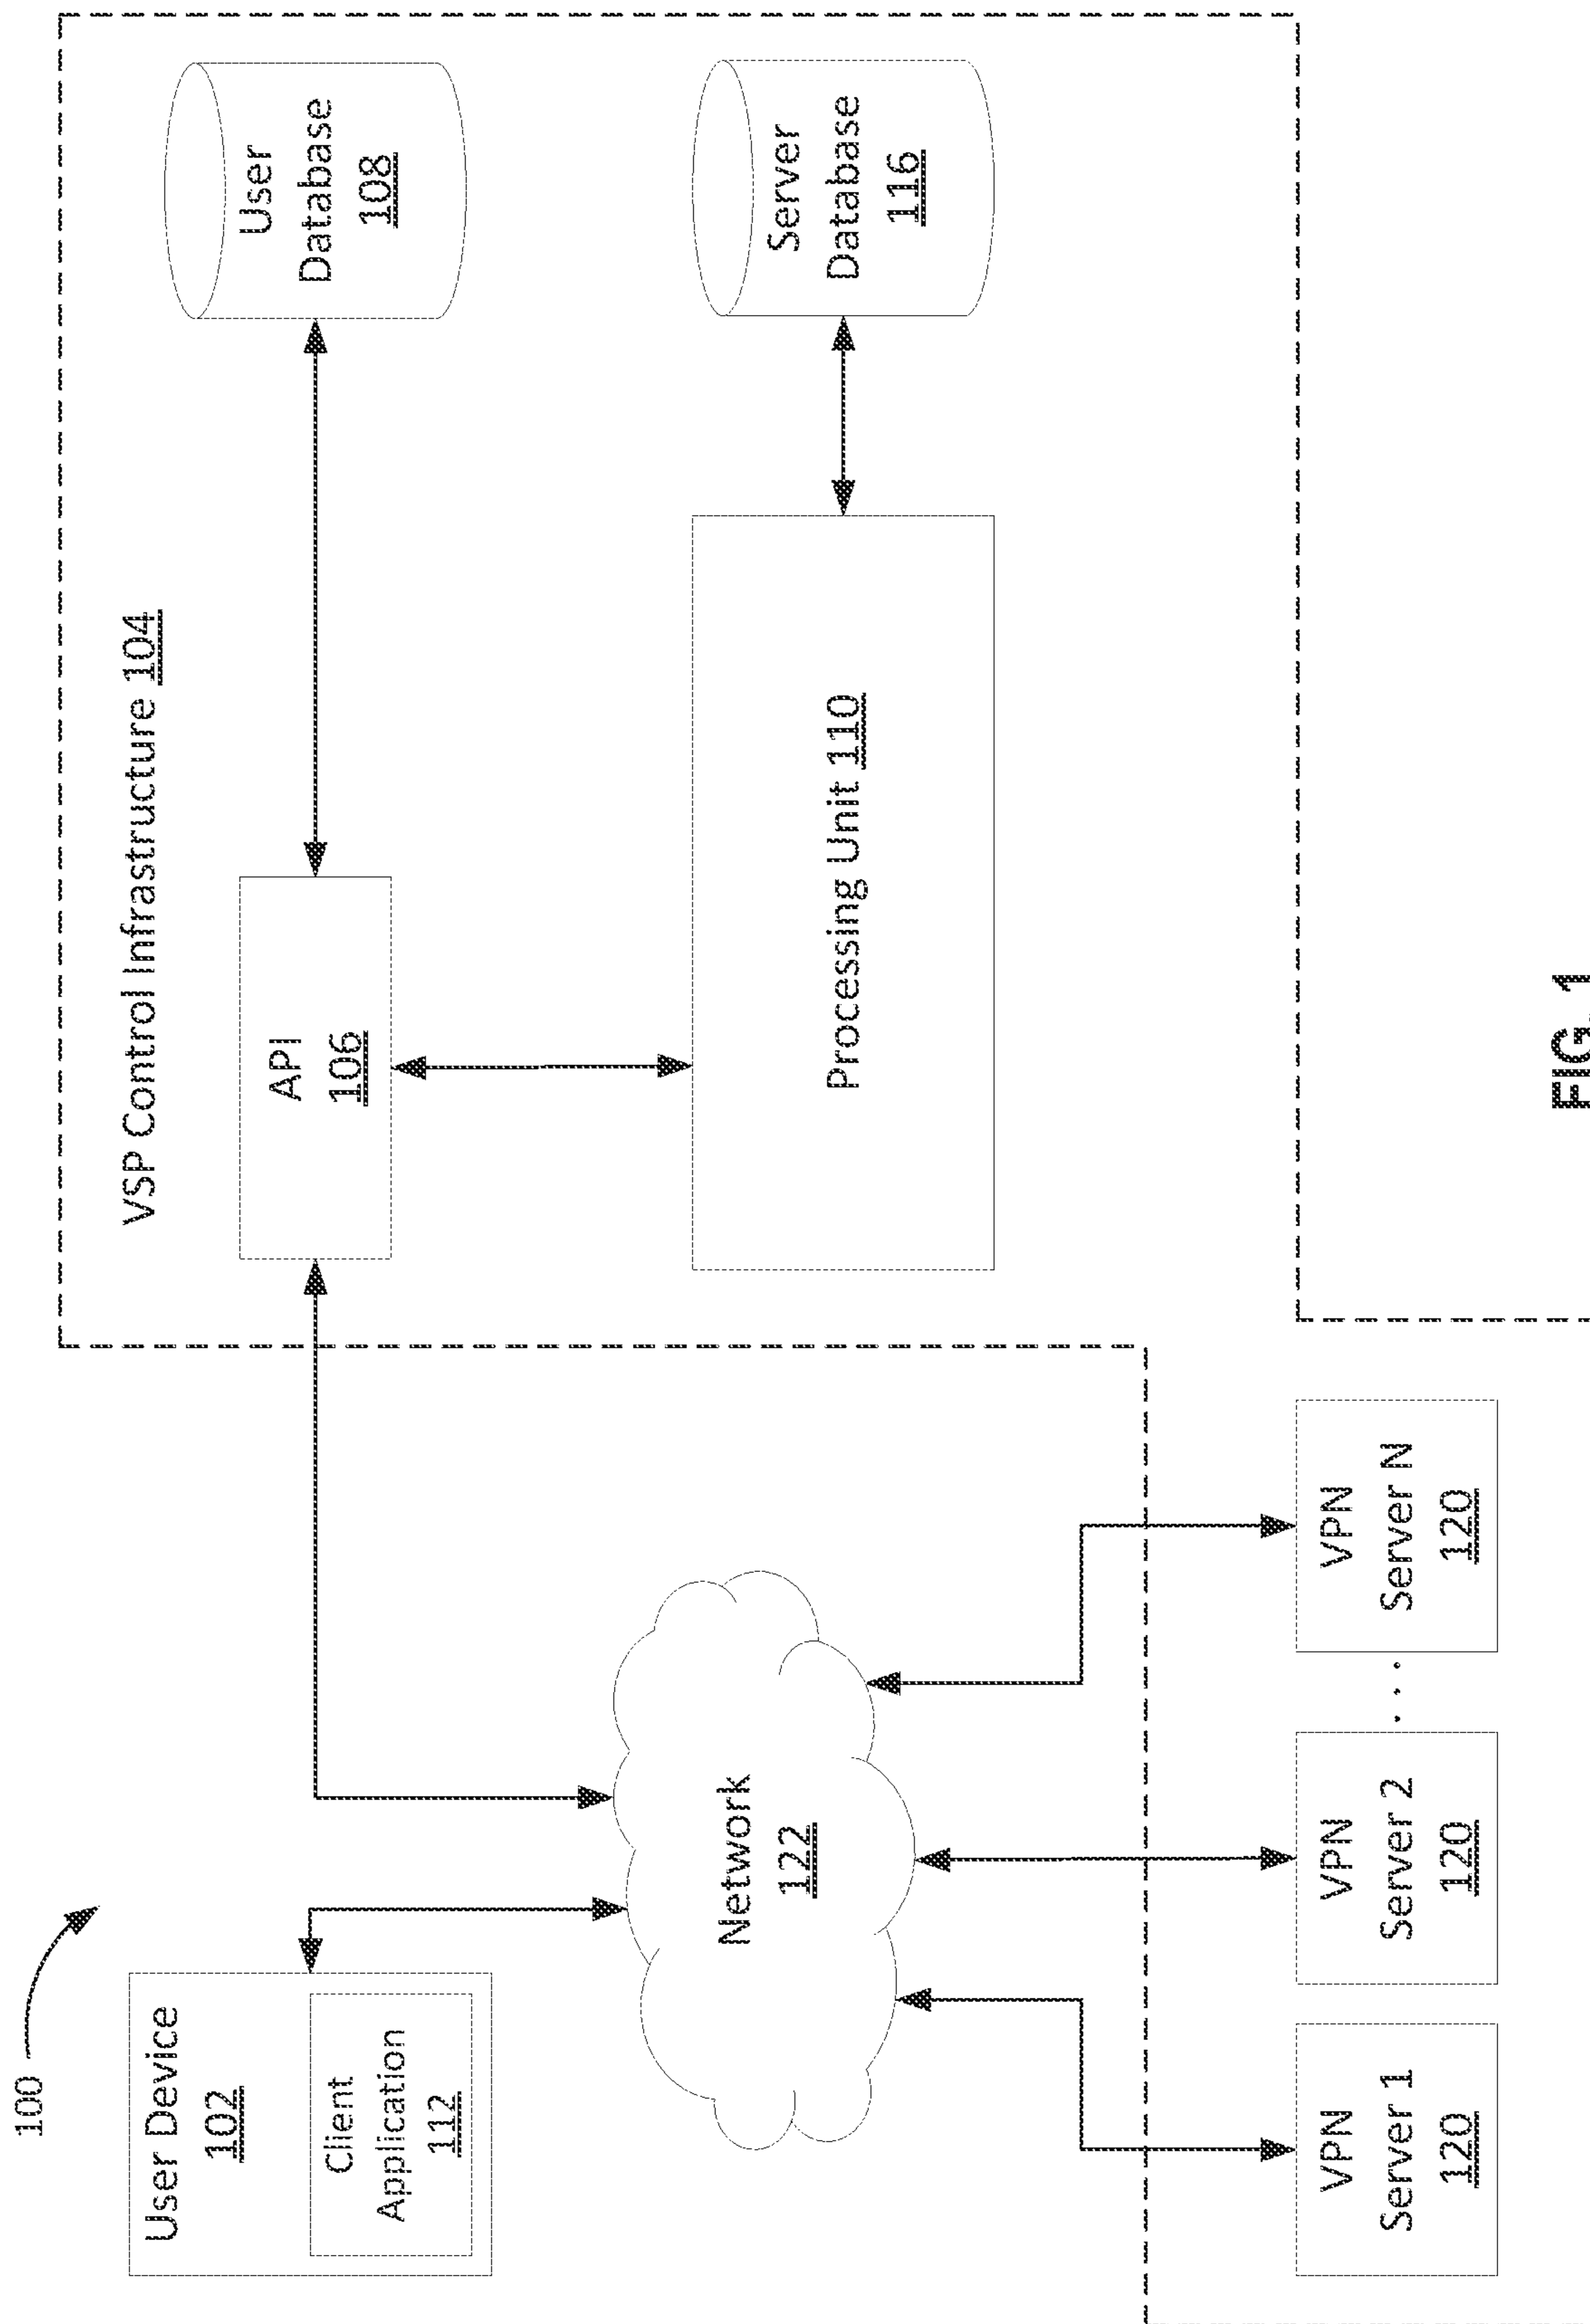 100
User Device
102
Client
Application
112
VSP Control Infrastructure 104
API
106
User
Database
108
Processing Unit 110
Server
Database
116
Network
122
VPN
Server 1
120
VPN
Server 2
120
...
VPN
Server N
120
FIG. 1